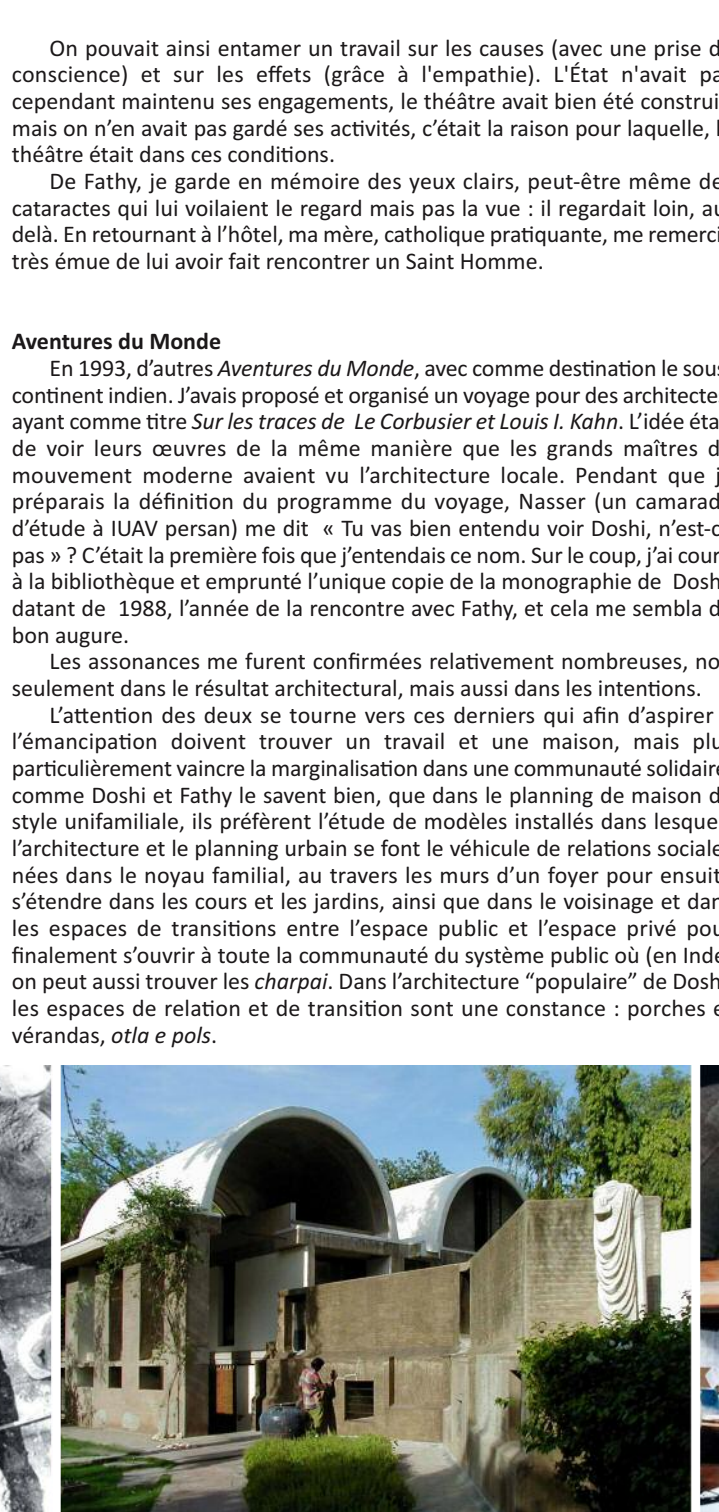 On pouvait ainsi entamer un travail sur les causes (avec une prise d
conscience) et sur les effets (grâce à l'empathie). L'État n'avait pa
cependant maintenu ses engagements, le théâtre avait bien été construi
mais on n’en avait pas gardé ses activités, c’était la raison pour laquelle, l
théâtre était dans ces conditions.
De Fathy, je garde en mémoire des yeux clairs, peut-être même de
cataractes qui lui voilaient le regard mais pas la vue : il regardait loin, au
delà. En retournant à l’hôtel, ma mère, catholique pratiquante, me remerci
très émue de lui avoir fait rencontrer un Saint Homme.
Aventures du Monde
En 1993, d’autres Aventures du Monde, avec comme destination le sous
continent indien. J’avais proposé et organisé un voyage pour des architecte
ayant comme titre Sur les traces de Le Corbusier et Louis I. Kahn. L’idée éta
de voir leurs œuvres de la même manière que les grands maîtres d
mouvement moderne avaient vu l’architecture locale. Pendant que j
préparais la définition du programme du voyage, Nasser (un camarad
d’étude à IUAV persan) me dit « Tu vas bien entendu voir Doshi, n’est-c
pas » ? C’était la première fois que j’entendais ce nom. Sur le coup, j’ai cour
à la bibliothèque et emprunté l’unique copie de la monographie de Dosh
datant de 1988, l’année de la rencontre avec Fathy, et cela me sembla d
bon augure.
Les assonances me furent confirmées relativement nombreuses, no
seulement dans le résultat architectural, mais aussi dans les intentions.
L’attention des deux se tourne vers ces derniers qui afin d’aspirer
l’émancipation doivent trouver un travail et une maison, mais plu
particulièrement vaincre la marginalisation dans une communauté solidaire
comme Doshi et Fathy le savent bien, que dans le planning de maison d
style unifamiliale, ils préfèrent l’étude de modèles installés dans lesque
l’architecture et le planning urbain se font le véhicule de relations sociale
nées dans le noyau familial, au travers les murs d’un foyer pour ensuit
s’étendre dans les cours et les jardins, ainsi que dans le voisinage et dan
les espaces de transitions entre l’espace public et l’espace privé pou
finalement s’ouvrir à toute la communauté du système public où (en Inde
on peut aussi trouver les charpai. Dans l’architecture “populaire” de Dosh
les espaces de relation et de transition sont une constante : porches e
vérandas, otla e pols.